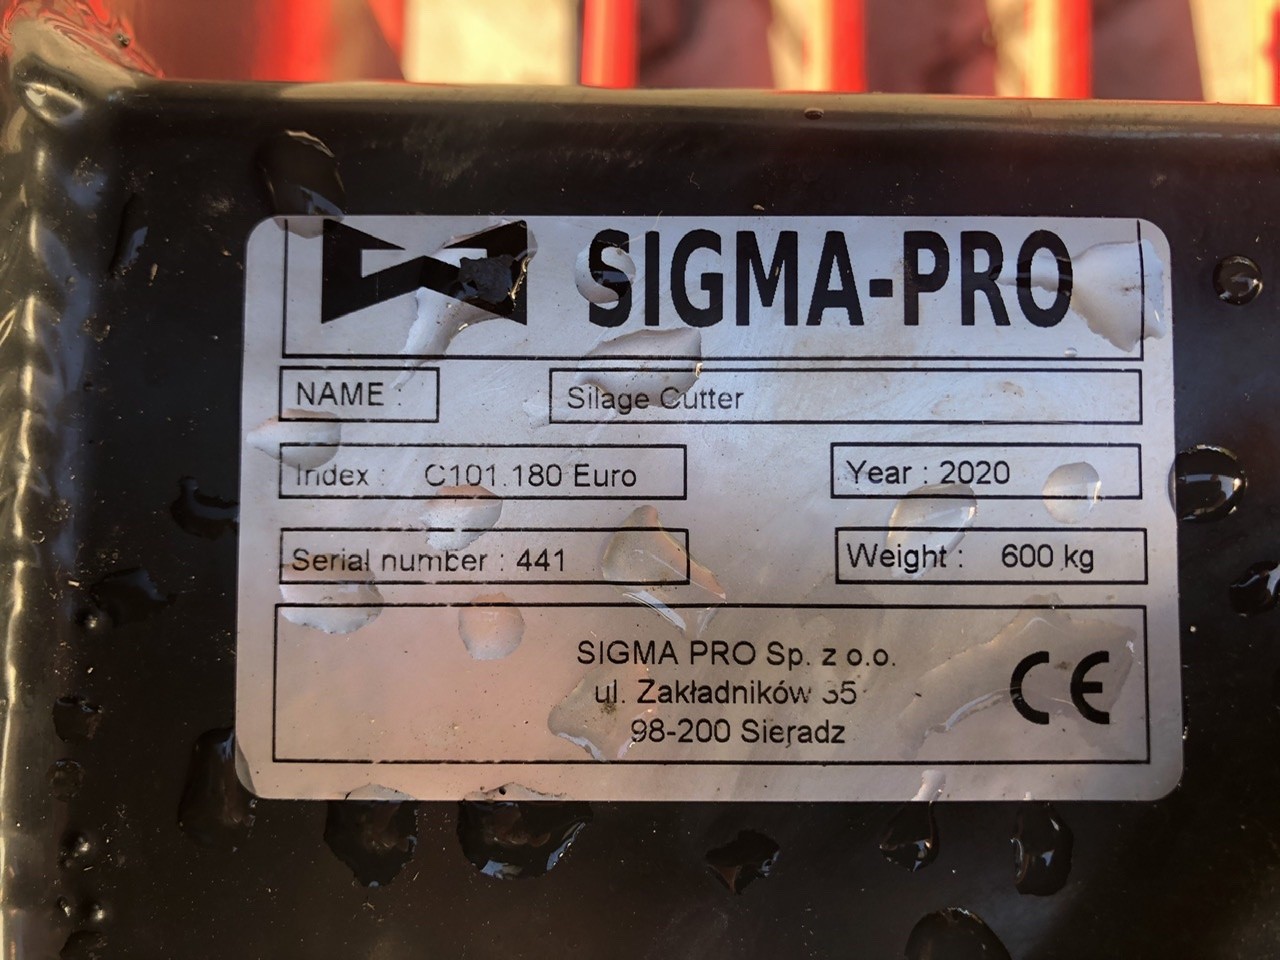 SIGMA-PRO
NAME : Silage Cutter
Index : C101.180 Euro Year : 2020
Serial number : 441 Weight : 600 kg
SIGMA PRO Sp. z o.o.
ul. Zakładników 35
98-200 Sieradz
CE